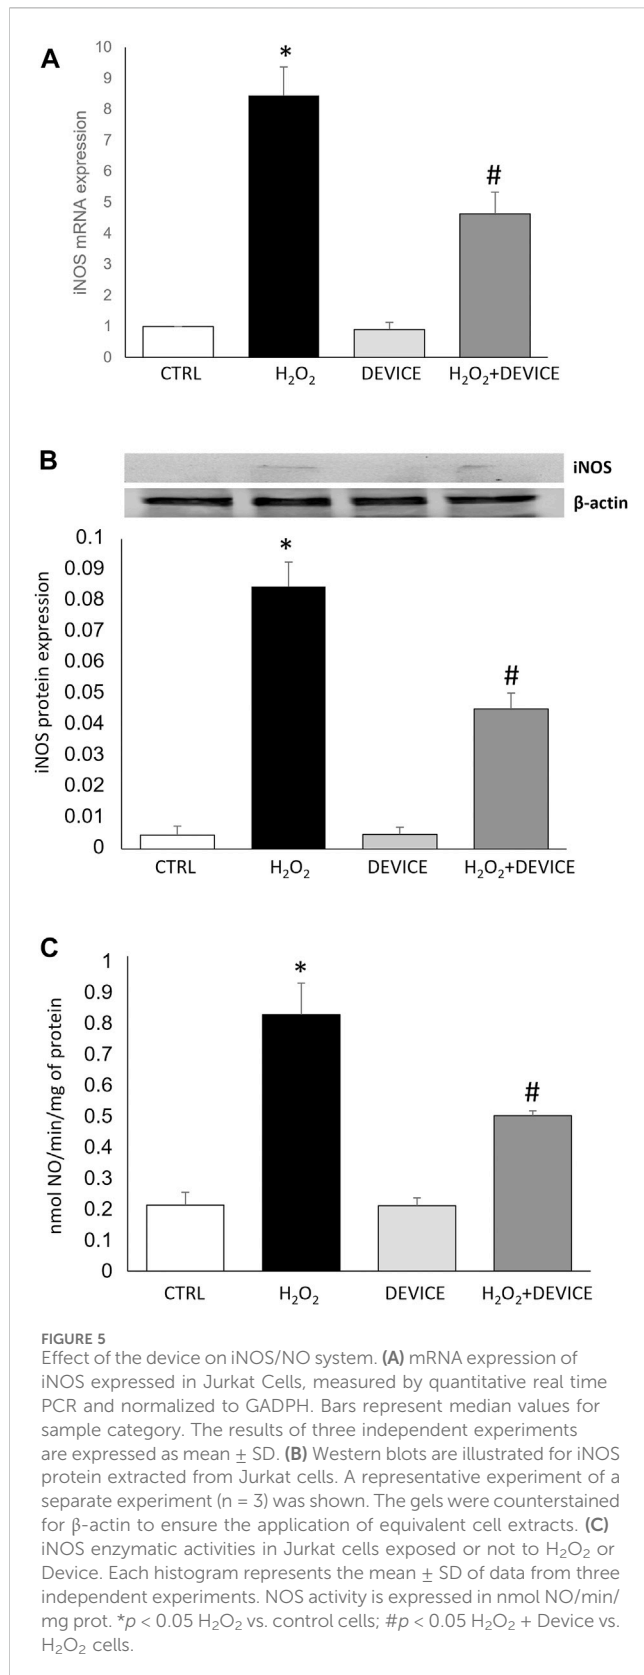 A
iNOS mRNA expression
10
9
8
7
6
5
4
3
2
1
0
*
#
CTRL H₂O₂ DEVICE H₂O₂+DEVICE
B
iNOS
β-actin
iNOS protein expression
0.1
0.09
0.08
0.07
0.06
0.05
0.04
0.03
0.02
0.01
0
*
#
CTRL H₂O₂ DEVICE H₂O₂+DEVICE
C
nmol NO/min/mg of protein
1
0.9
0.8
0.7
0.6
0.5
0.4
0.3
0.2
0.1
0
*
#
CTRL H₂O₂ DEVICE H₂O₂+DEVICE
FIGURE 5
Effect of the device on iNOS/NO system. (A) mRNA expression of
iNOS expressed in Jurkat Cells, measured by quantitative real time
PCR and normalized to GADPH. Bars represent median values for
sample category. The results of three independent experiments
are expressed as mean ± SD. (B) Western blots are illustrated for iNOS
protein extracted from Jurkat cells. A representative experiment of a
separate experiment (n = 3) was shown. The gels were counterstained
for β-actin to ensure the application of equivalent cell extracts. (C)
iNOS enzymatic activities in Jurkat cells exposed or not to H₂O₂ or
Device. Each histogram represents the mean ± SD of data from three
independent experiments. NOS activity is expressed in nmol NO/min/
mg prot. *p < 0.05 H₂O₂ vs. control cells; #p < 0.05 H₂O₂ + Device vs.
H₂O₂ cells.